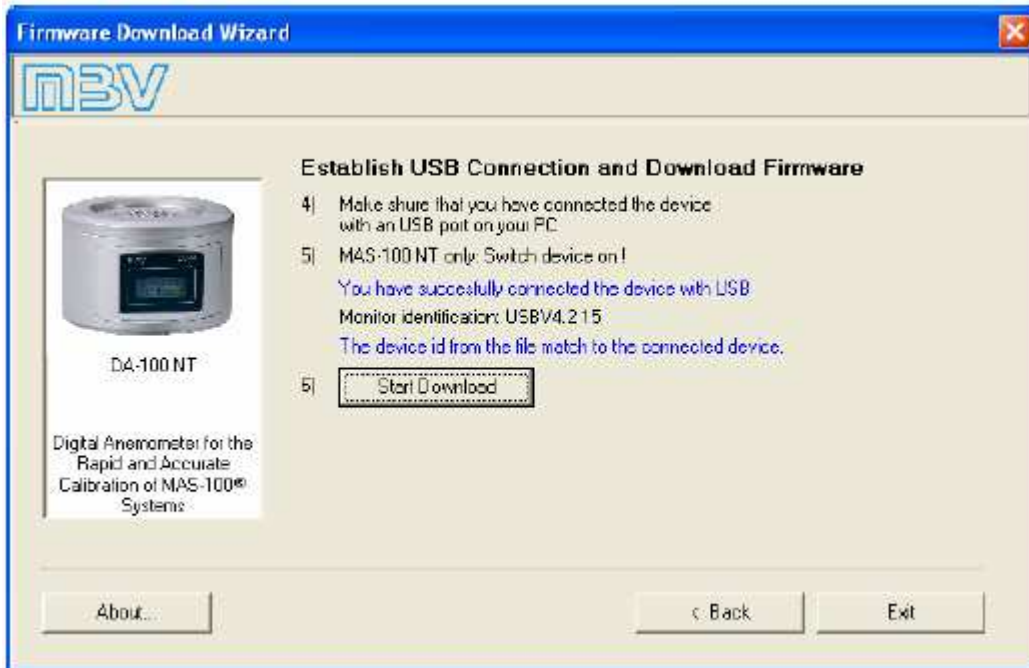 Firmware Download Wizard
MBV
Establish USB Connection and Download Firmware
4) Make shure that you have connected the device
with an USB port on your PC
5) MAS-100 NT only: Switch device on !
You have succesfully connected the device with USB
Monitor identification: USBV4.2.15
The device id from the file match to the connected device.
6) Start Download
DA-100 NT
Digital Anemometer for the
Rapid and Accurate
Calibration of MAS-100®
Systems
About...
< Back
Exit